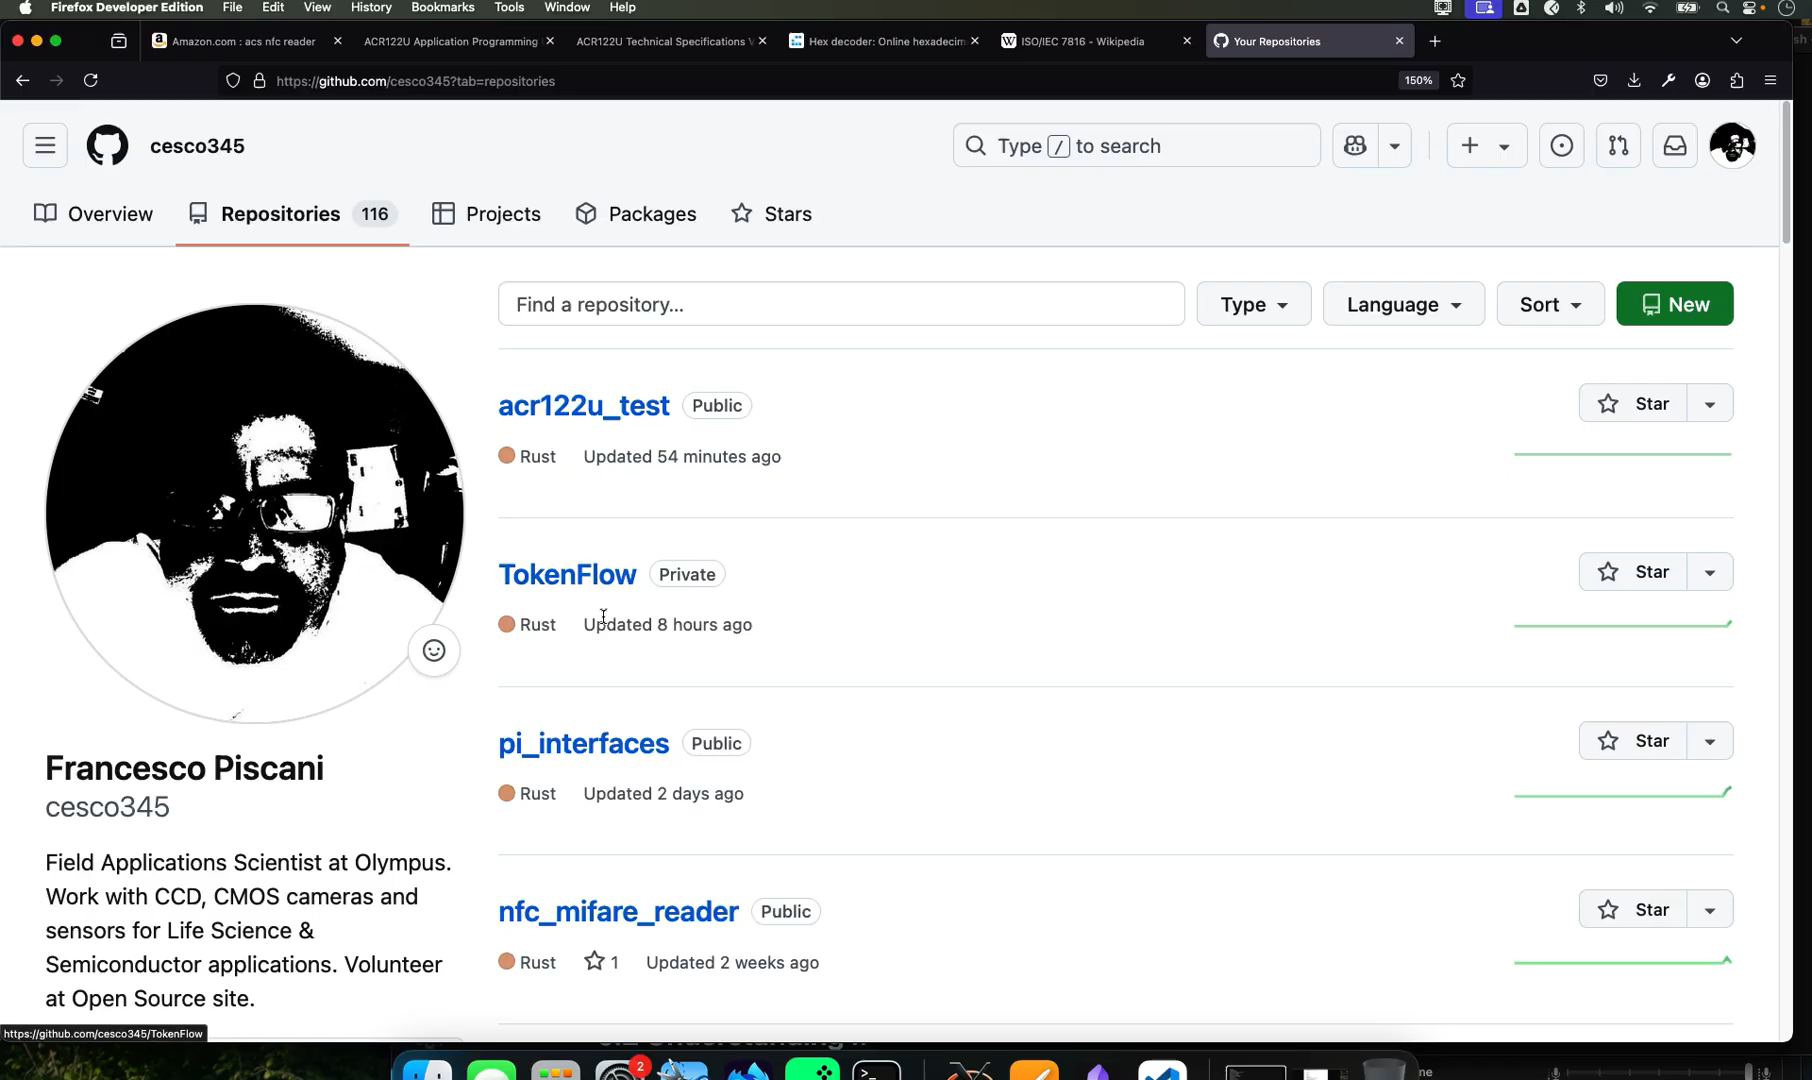 Firefox Developer Edition File Edit View History Bookmarks Tools Window Help
Amazon.com : acs nfc reader
ACR122U Application Programming
ACR122U Technical Specifications V
Hex decoder: Online hexadecim
ISO/IEC 7816 - Wikipedia
Your Repositories
https://github.com/cesco345?tab=repositories
150%
cesco345
Type / to search
Overview
Repositories 116
Projects
Packages
Stars
Find a repository...
Type
Language
Sort
New
acr122u_test Public
Star
Rust Updated 54 minutes ago
TokenFlow Private
Star
Rust Updated 8 hours ago
pi_interfaces Public
Star
Rust Updated 2 days ago
nfc_mifare_reader Public
Star
Rust 1 Updated 2 weeks ago
Francesco Piscani
cesco345
Field Applications Scientist at Olympus.
Work with CCD, CMOS cameras and
sensors for Life Science &
Semiconductor applications. Volunteer
at Open Source site.
https://github.com/cesco345/TokenFlow
2